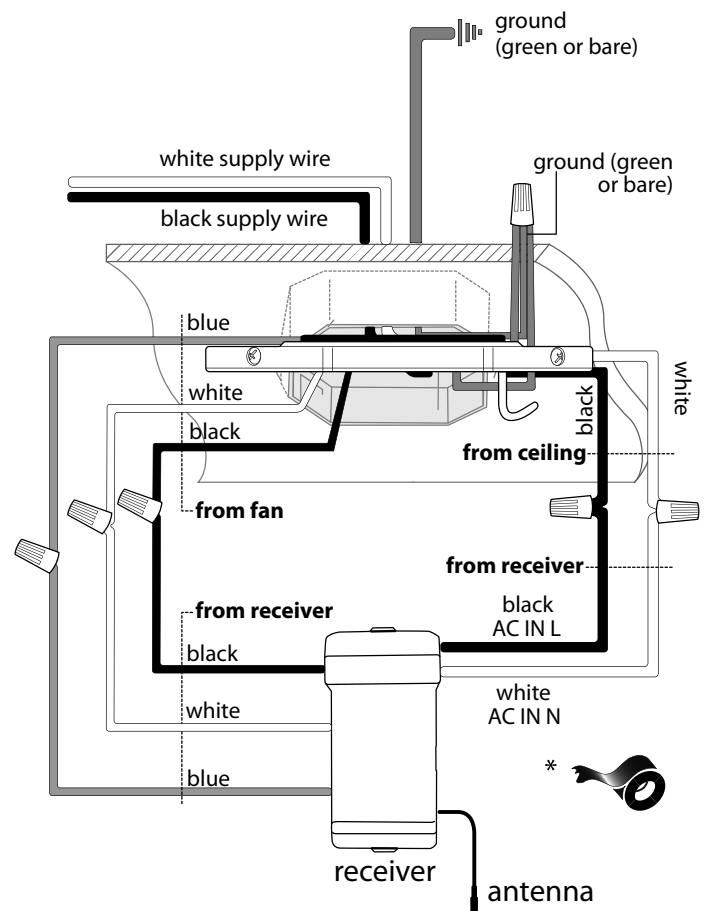 ground
(green or bare)
white supply wire
ground (green
or bare)
black supply wire
blue
white
white
black
black
from ceiling
from fan
from receiver
from receiver
black
AC IN L
black
white
AC IN N
white
*
blue
receiver
antenna